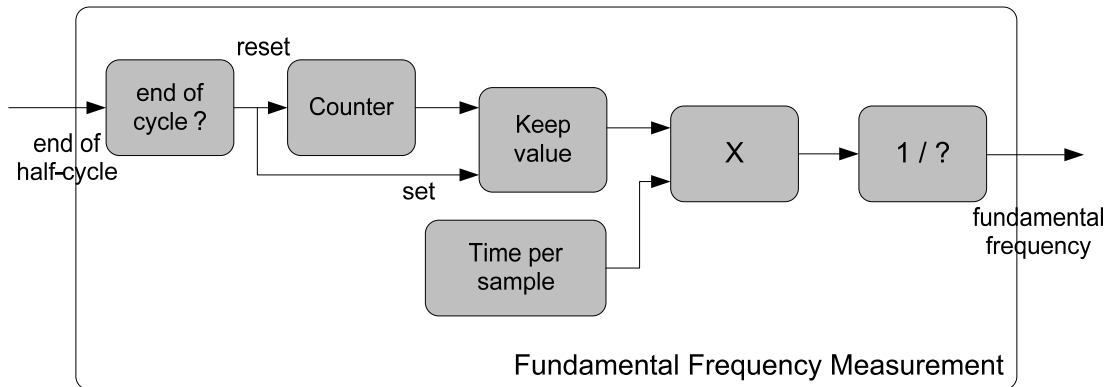 reset
end of
cycle ?
Counter
Keep
value
X
1 / ?
end of
half-cycle
set
Time per
sample
fundamental
frequency
Fundamental Frequency Measurement